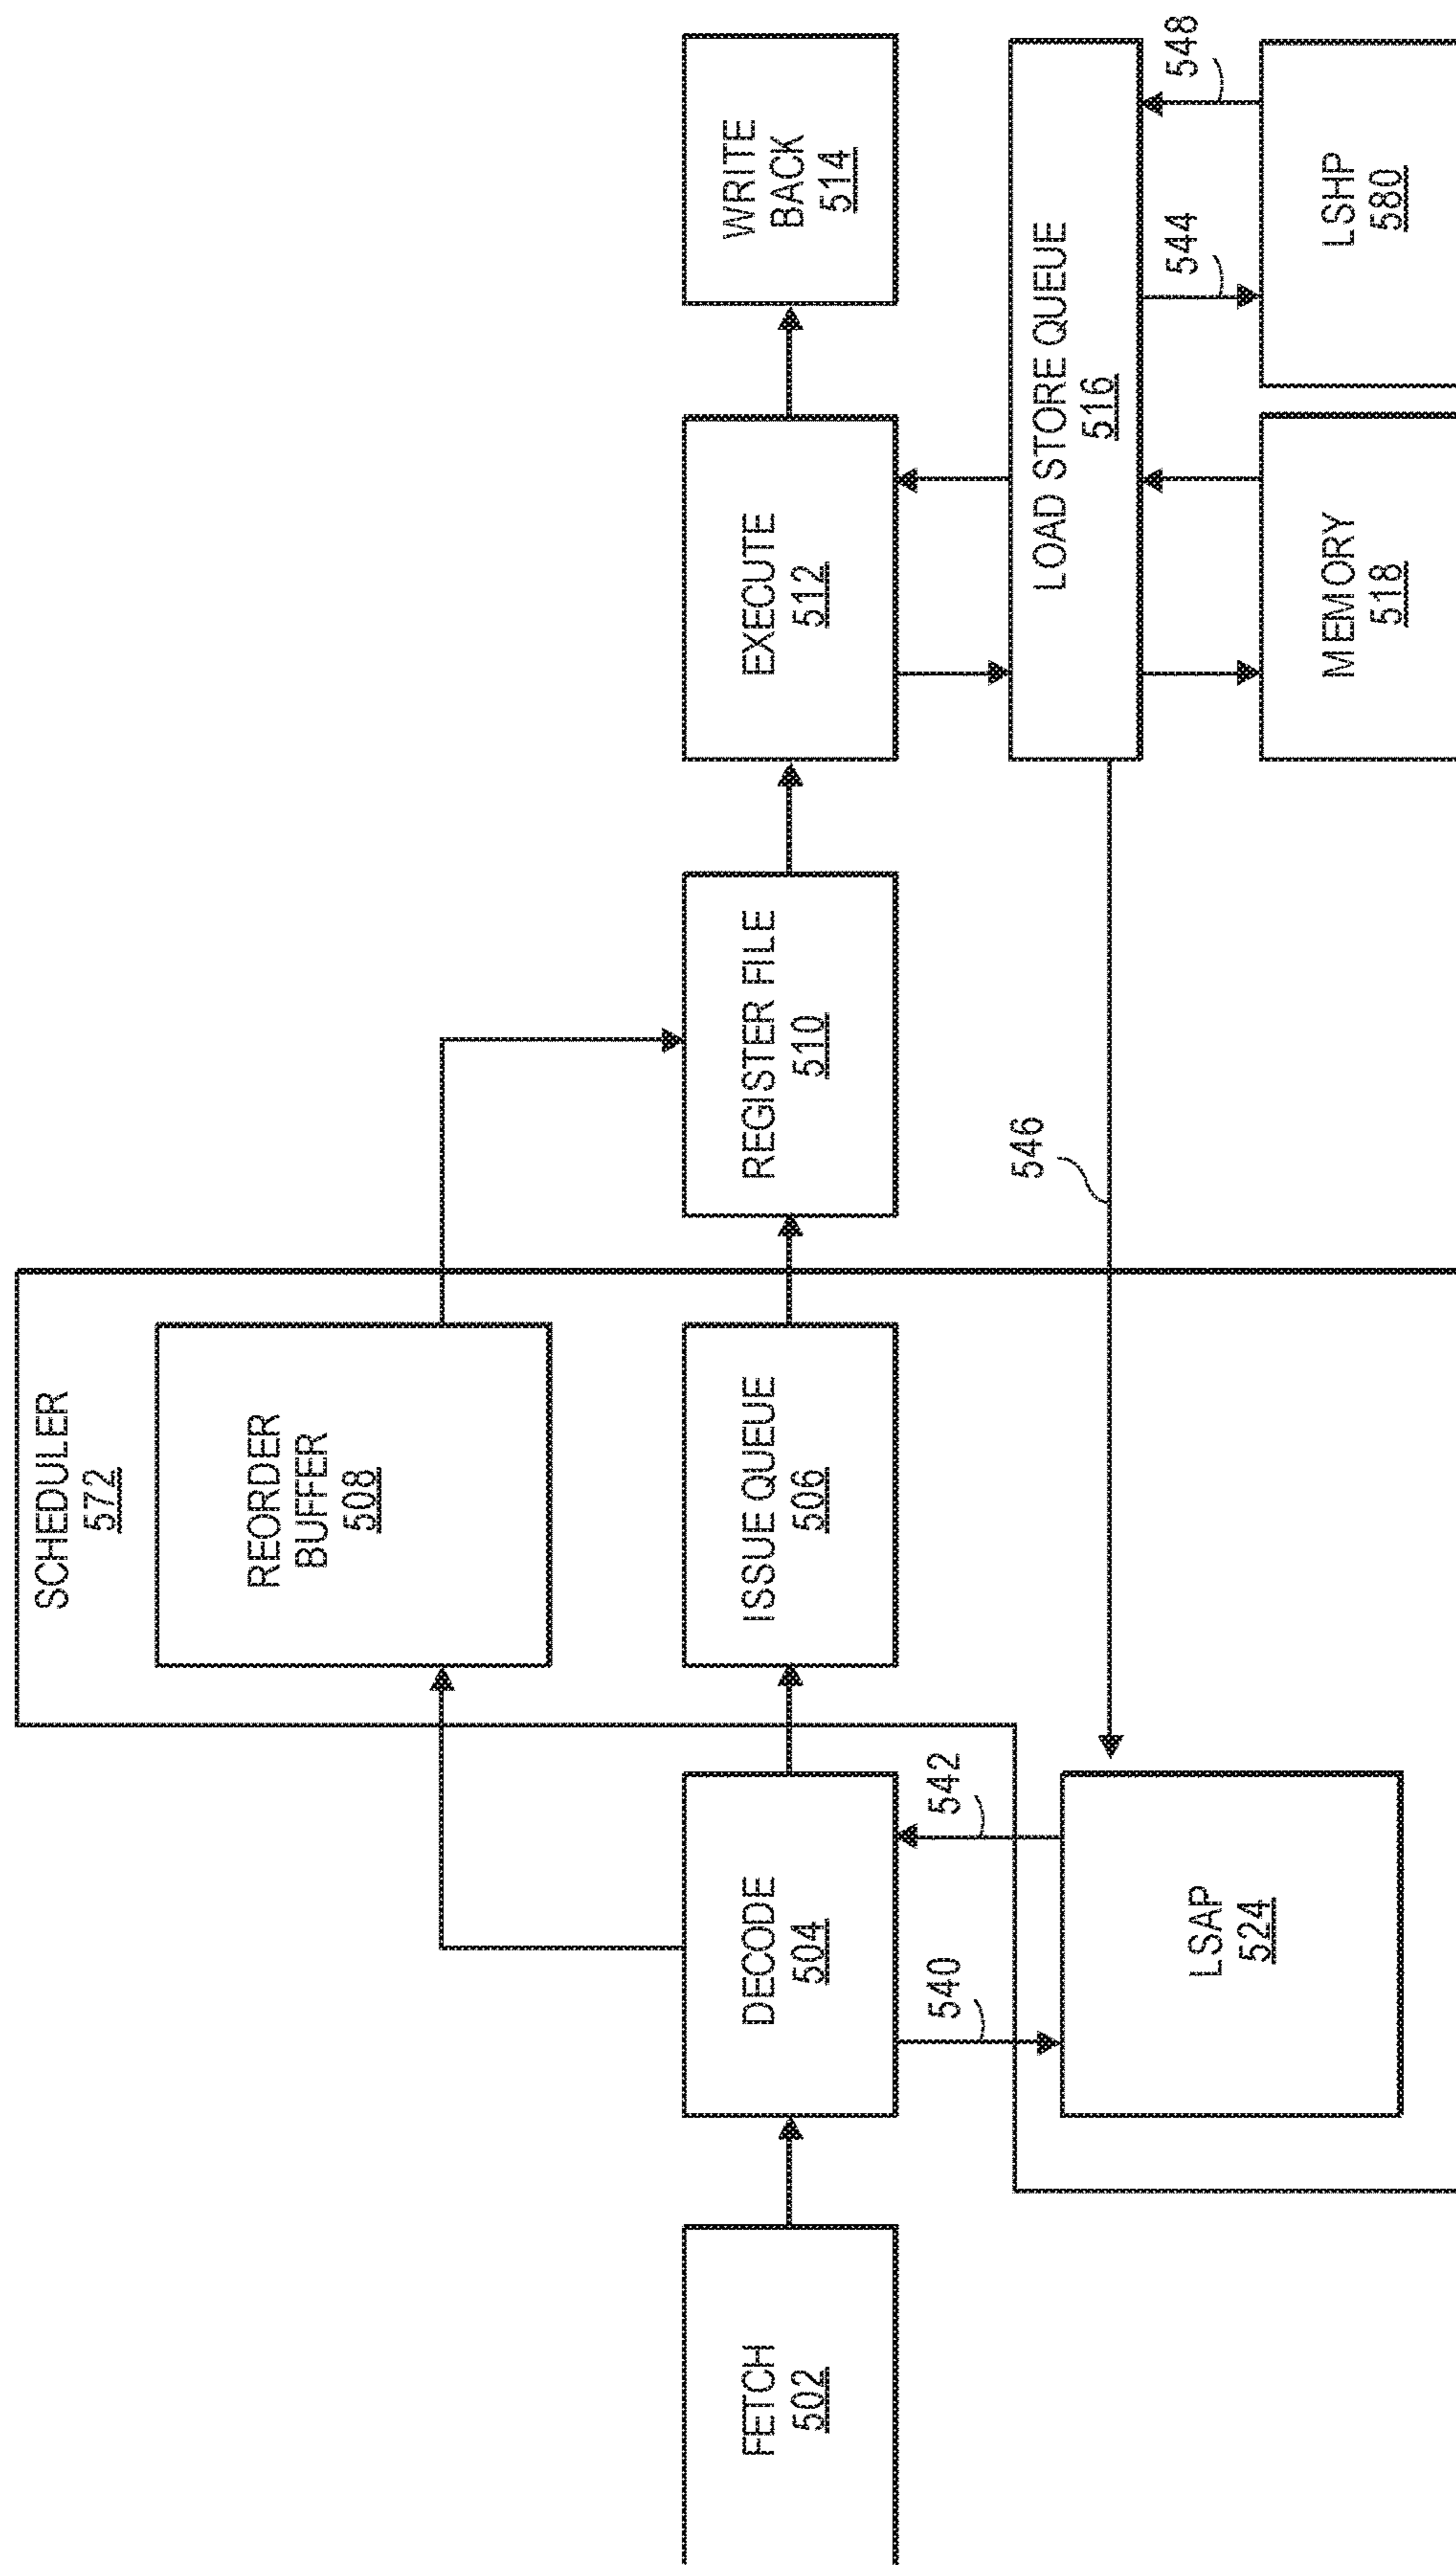 SCHEDULER
572
REORDER
BUFFER
508
FETCH
502
DECODE
504
ISSUE QUEUE
506
REGISTER FILE
510
EXECUTE
512
WRITE
BACK
514
540
542
546
LSAP
524
LOAD STORE QUEUE
516
544
548
MEMORY
518
LSHP
580